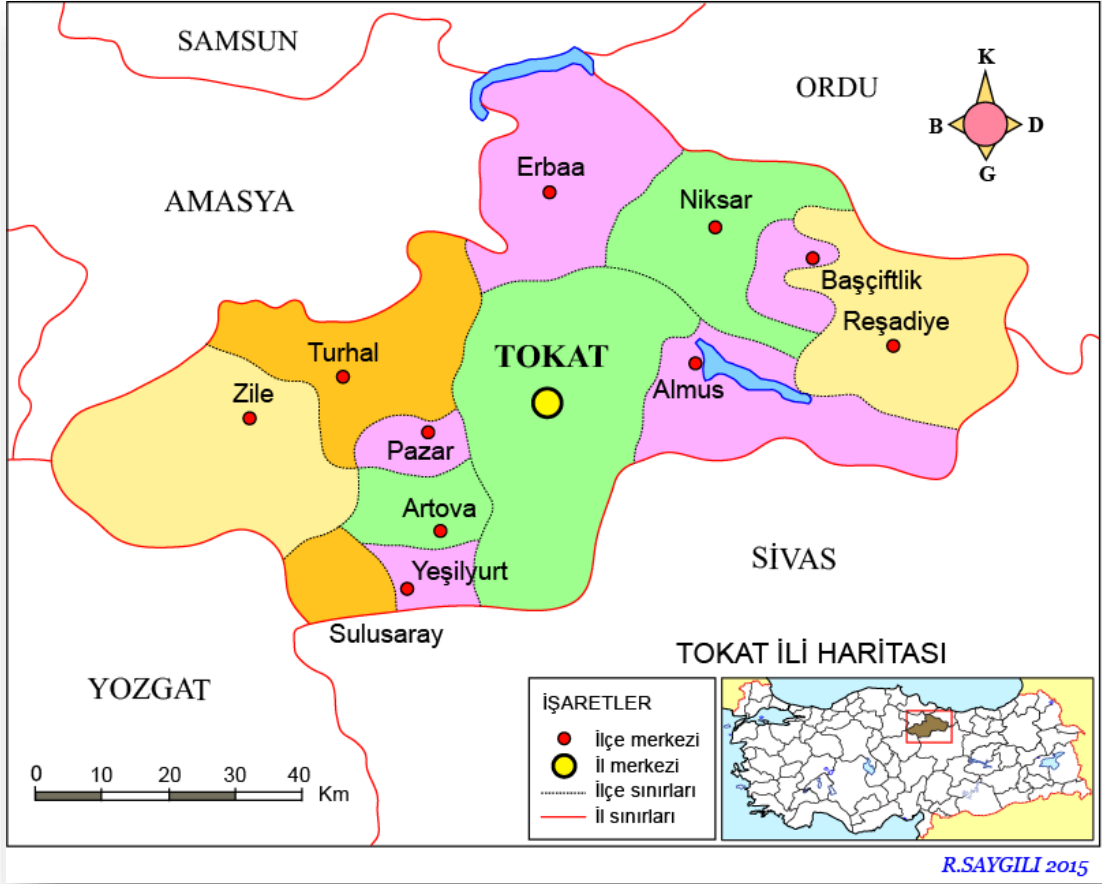 SAMSUN
ORDU
K
B
D
G
AMASYA
Erbaa
Niksar
Başçiftlik
Reşadiye
Turhal
TOKAT
Zile
Almus
Pazar
Artova
Yeşilyurt
SİVAS
Sulusaray
YOZGAT
TOKAT İLİ HARİTASI
İŞARETLER
İlçe merkezi
İl merkezi
İlçe sınırları
İl sınırları
0 10 20 30 40 Km
R.SAYGILI 2015